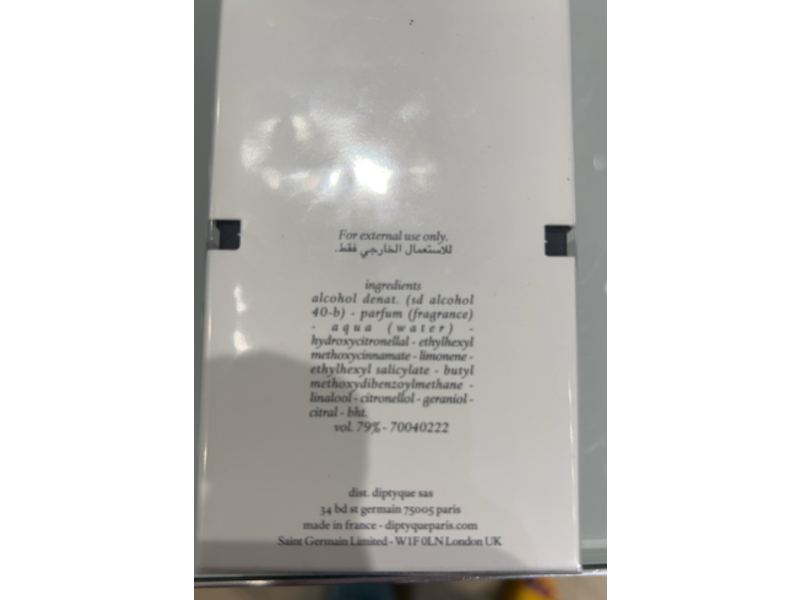 For external use only.
للاستعمال الخارجي فقط.
ingredients
alcohol denat. (sd alcohol
40-b) - parfum (fragrance)
- aqua (water) -
hydroxycitronellal - ethylhexyl
methoxycinnamate - limonene -
ethylhexyl salicylate - butyl
methoxydibenzoylmethane -
linalool - citronellol - geraniol -
citral - bht.
vol. 79% - 70040222
dist. diptyque sas
34 bd st germain 75005 paris
made in france - diptyqueparis.com
Saint Germain Limited - W1F 0LN London UK